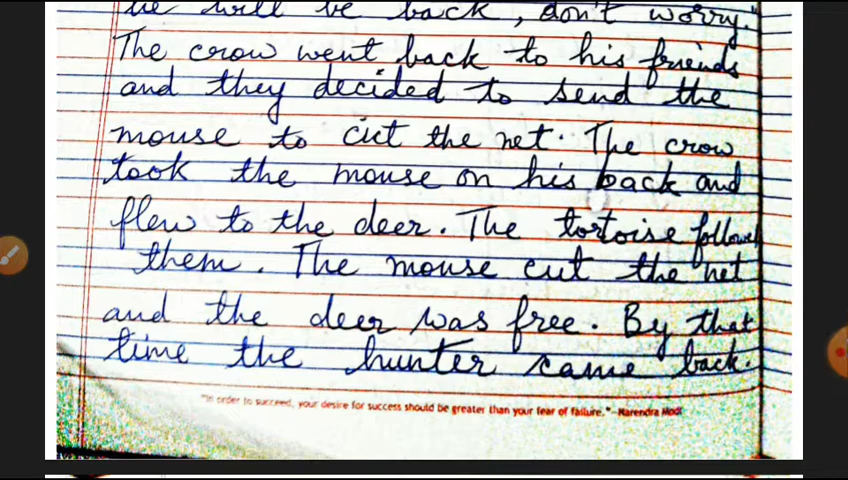 he will be back, don't worry."
The crow went back to his friends
and they decided to send the
mouse to cut the net. The crow
took the mouse on his back and
flew to the deer. The tortoise followed
them. The mouse cut the net
and the deer was free. By that
time the hunter came back.
"In order to succeed, your desire for success should be greater than your fear of failure." -Narendra Modi